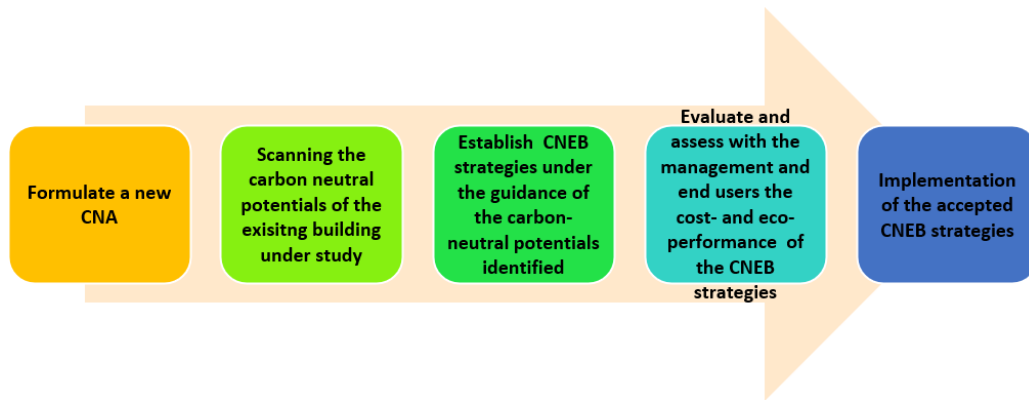 Formulate a new
CNA
Scanning the
carbon neutral
potentials of the
exisitng building
under study
Establish CNEB
strategies under
the guidance of
the carbon-
neutral potentials
identified
Evaluate and
assess with the
management and
end users the
cost- and eco-
performance of
the CNEB
strategies
Implementation
of the accepted
CNEB strategies